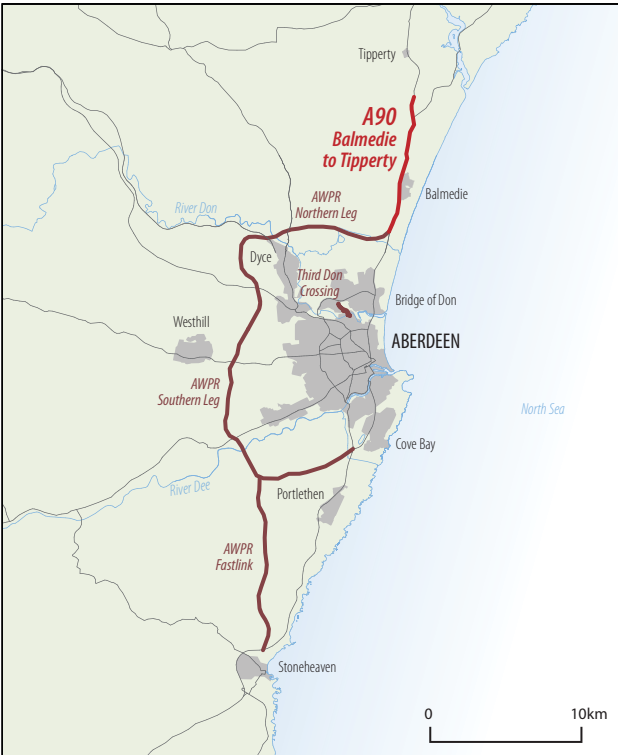 Tipperty
A90
Balmedie
to Tipperty
AWPR
Northern Leg
Balmedie
River Don
Dyce
Third Don
Crossing
Bridge of Don
Westhill
ABERDEEN
AWPR
Southern Leg
North Sea
Cove Bay
River Dee
Portlethen
AWPR
Fastlink
Stoneheaven
0
10km